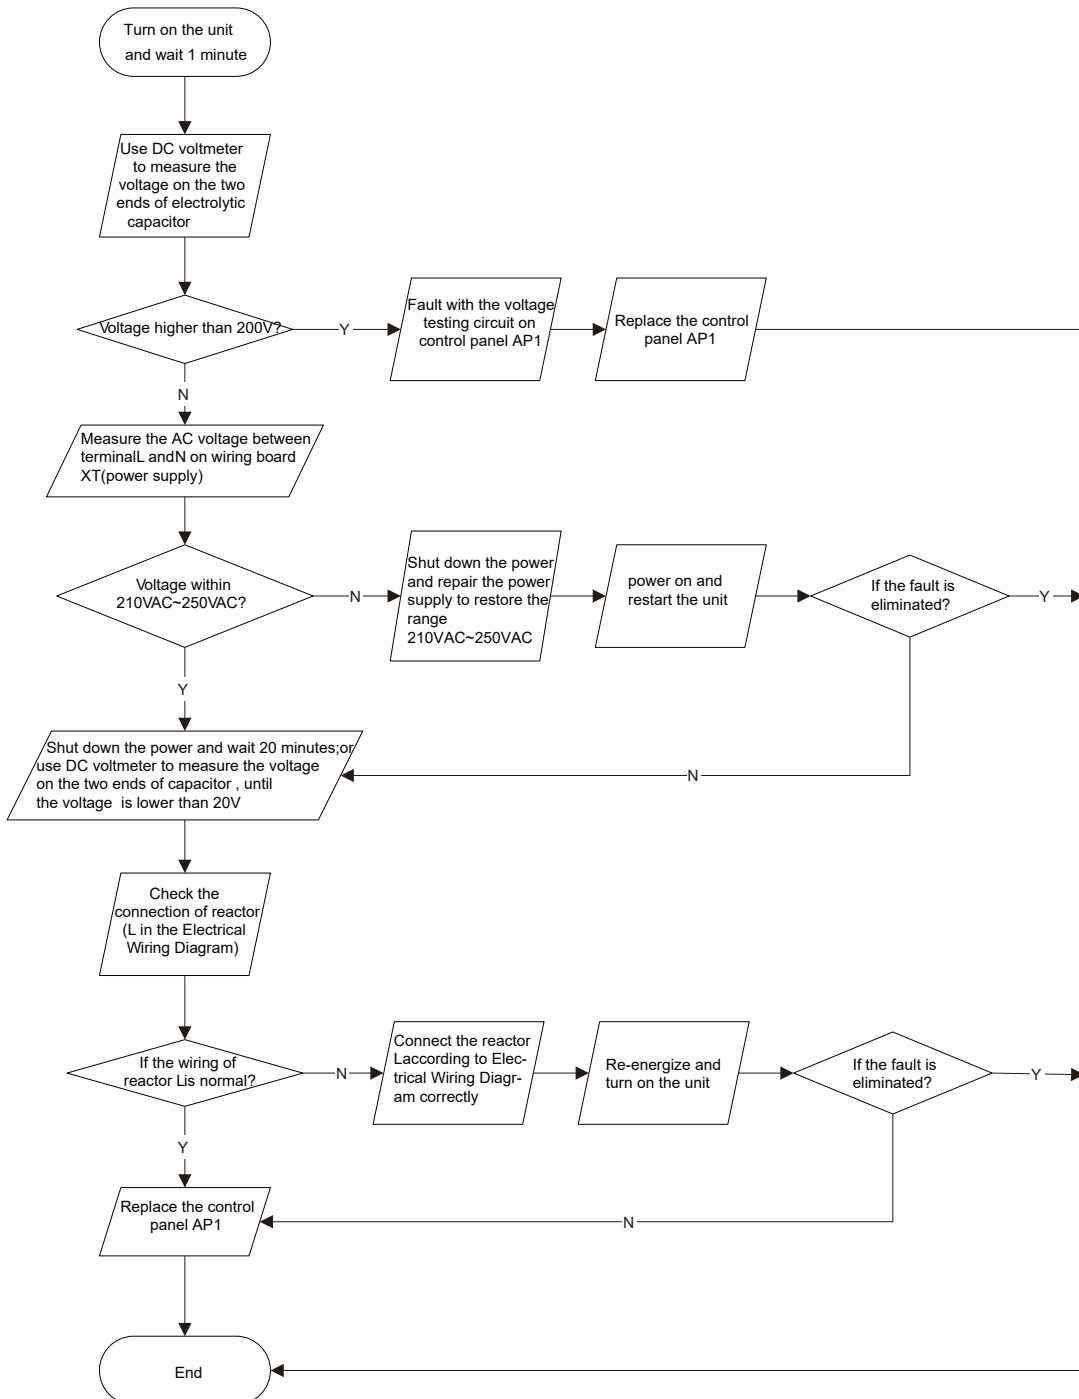 Turn on the unit
and wait 1 minute
Use DC voltmeter
to measure the
voltage on the two
ends of electrolytic
capacitor
Voltage higher than 200V?
Y
Fault with the voltage
testing circuit on
control panel AP1
Replace the control
panel AP1
N
Measure the AC voltage between
terminalL andN on wiring board
XT(power supply)
Voltage within
210VAC~250VAC?
N
Shut down the power
and repair the power
supply to restore the
range
210VAC~250VAC
power on and
restart the unit
If the fault is
eliminated?
Y
Y
N
Shut down the power and wait 20 minutes;or
use DC voltmeter to measure the voltage
on the two ends of capacitor , until
the voltage  is lower than 20V
Check the
connection of reactor
(L in the Electrical
Wiring Diagram)
If the wiring of
reactor Lis normal?
N
Connect the reactor
Laccording to Elec-
trical Wiring Diagr-
am correctly
Re-energize and
turn on the unit
If the fault is
eliminated?
Y
Y
N
Replace the control
panel AP1
End